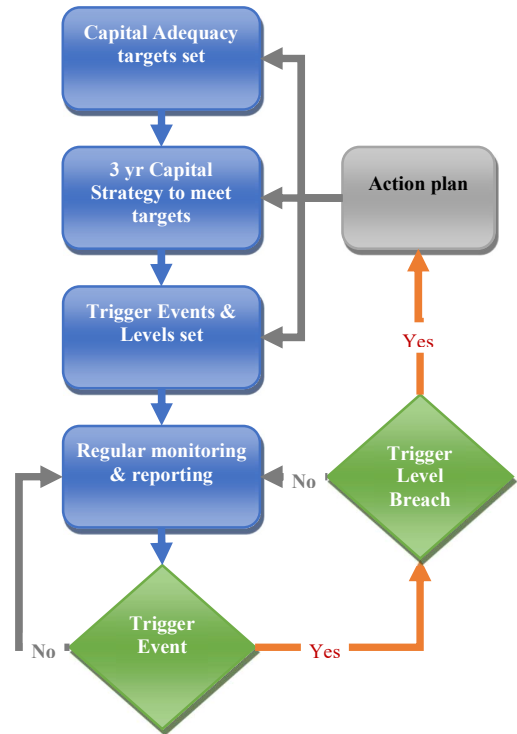 Capital Adequacy
targets set
3 yr Capital
Strategy to meet
targets
Action plan
Trigger Events &
Levels set
Yes
Regular monitoring
& reporting
No
Trigger
Level
Breach
Trigger
Event
No
Yes